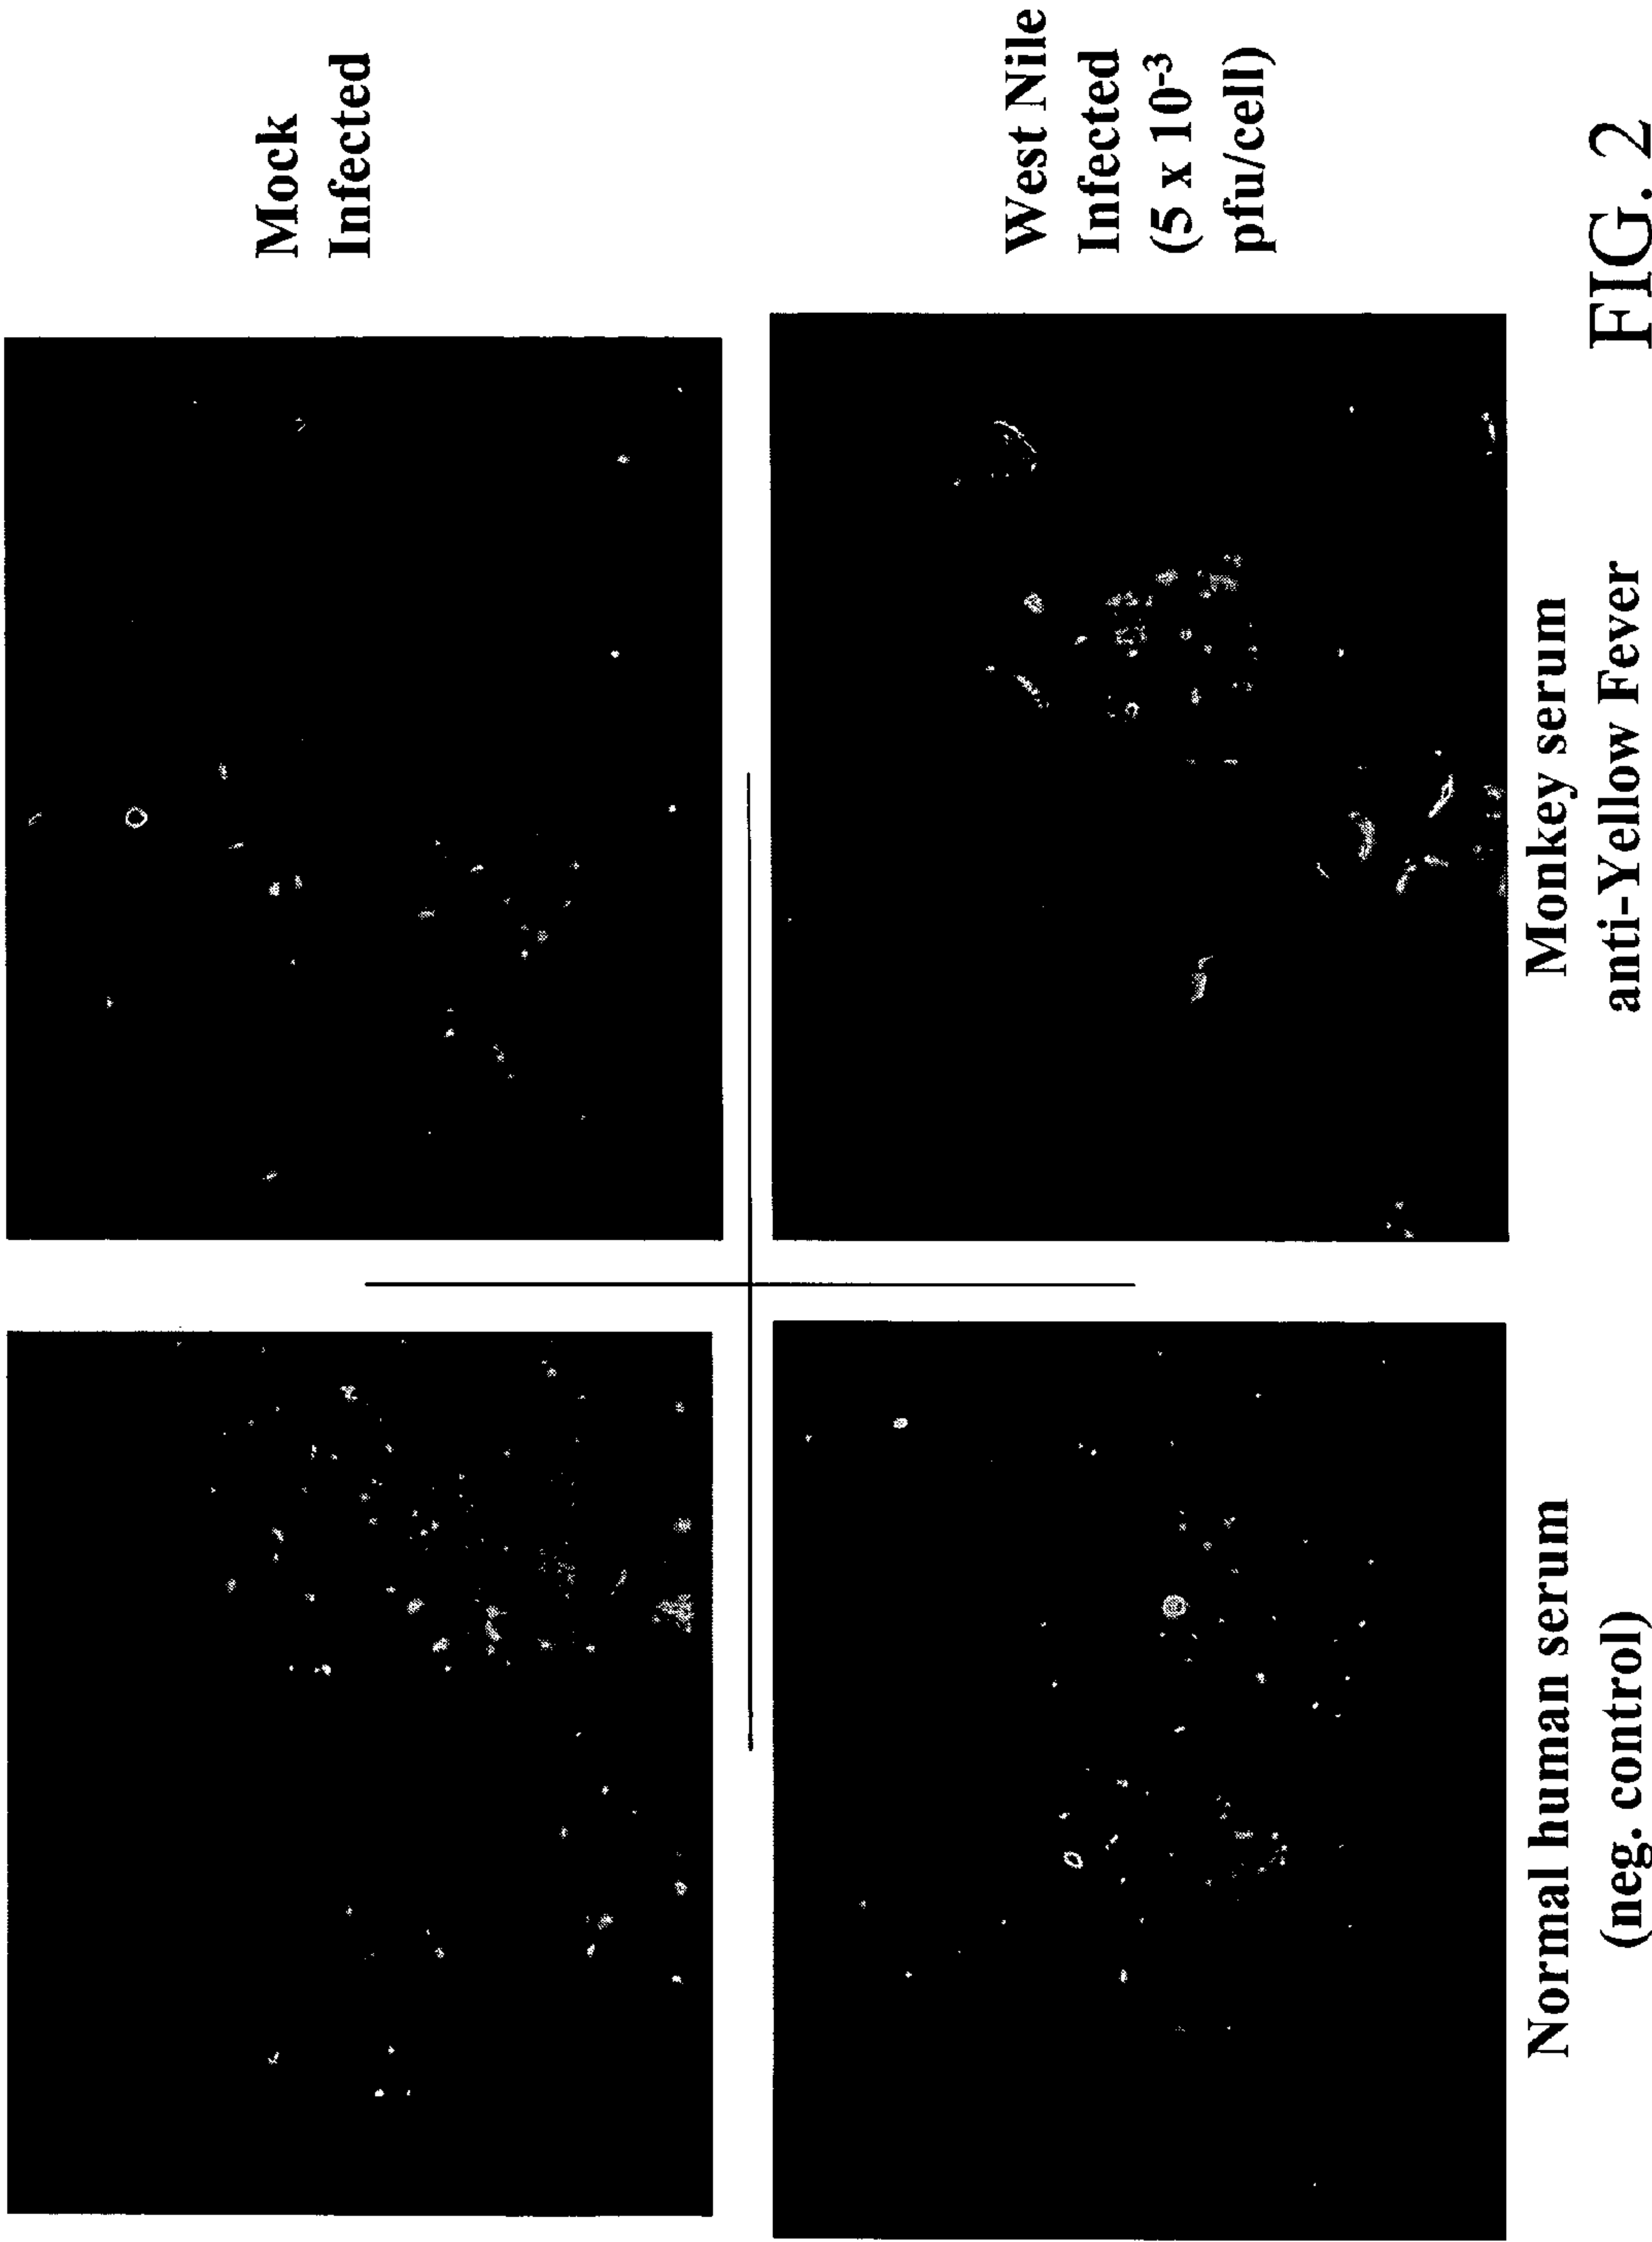 Mock
Infected
West Nile
Infected
(5 x 10-3
pfu/cell)
Normal human serum
(neg. control)
Monkey serum
anti-Yellow Fever
FIG. 2